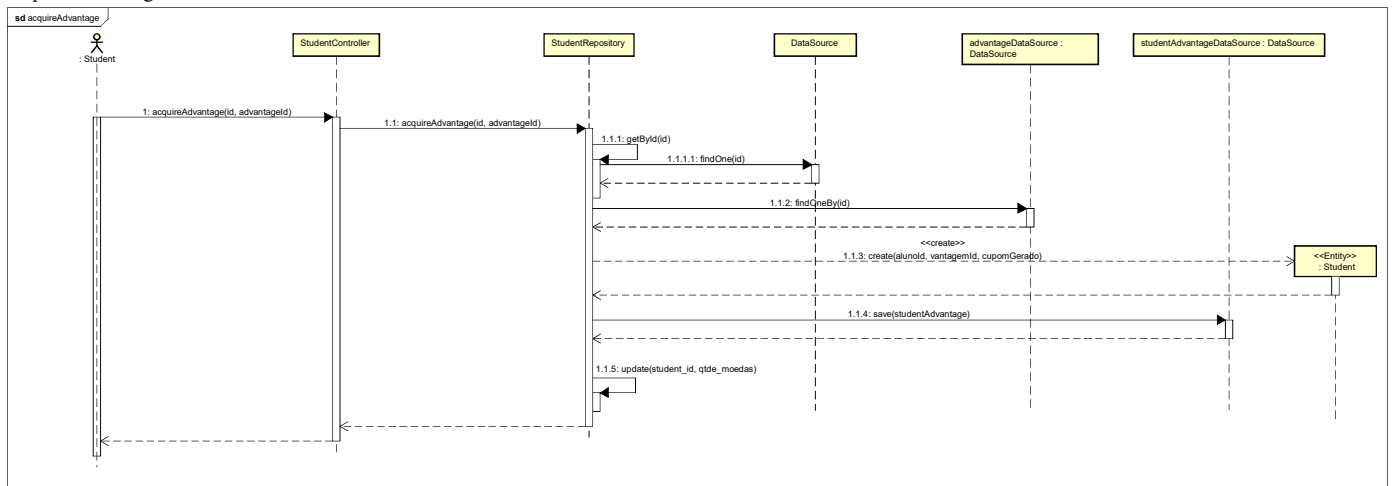 sd acquireAdvantage
: Student
StudentController
StudentRepository
DataSource
advantageDataSource :
DataSource
studentAdvantageDataSource : DataSource
1: acquireAdvantage(id, advantageId)
1.1: acquireAdvantage(id, advantageId)
1.1.1: getById(id)
1.1.1.1: findOne(id)
1.1.2: findOneBy(id)
<<create>>
1.1.3: create(alunoId, vantagemId, cupomGerado)
<<Entity>>
: Student
1.1.4: save(studentAdvantage)
1.1.5: update(student_id, qtde_moedas)